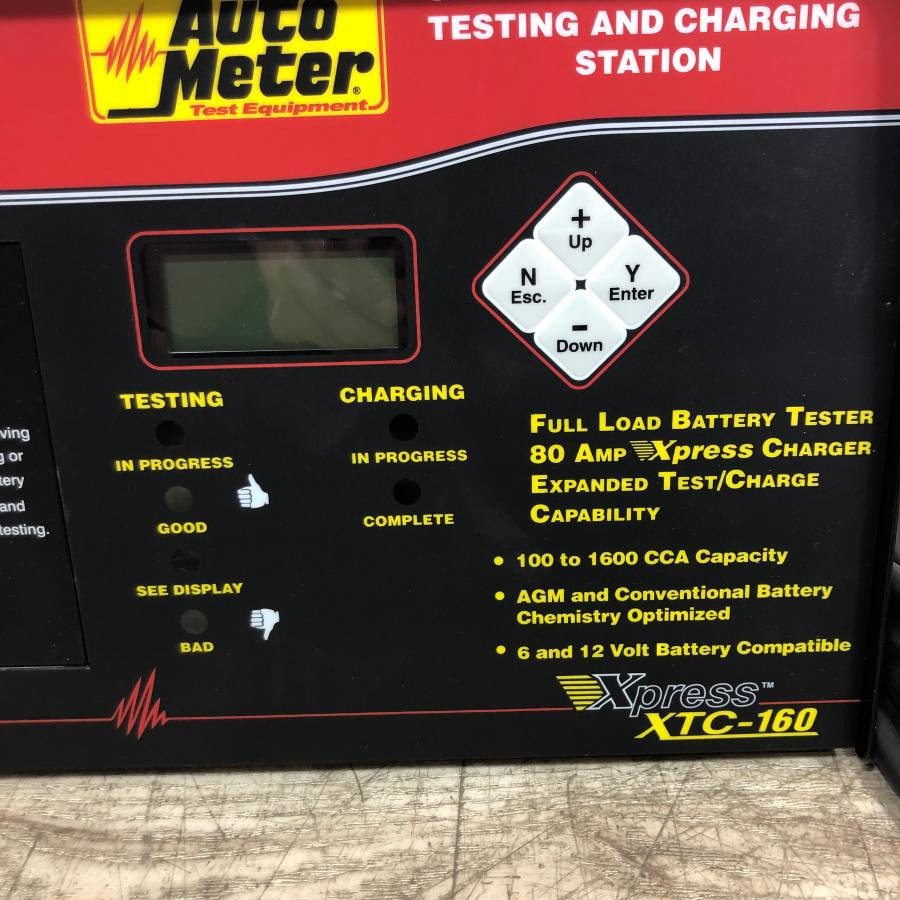 Auto
Meter®
Test Equipment
TESTING AND CHARGING
STATION
+
Up
N
Esc.
Y
Enter
-
Down
TESTING
CHARGING
IN PROGRESS
IN PROGRESS
GOOD
COMPLETE
SEE DISPLAY
BAD
or
and
testing.
FULL LOAD BATTERY TESTER
80 AMP Xpress CHARGER
EXPANDED TEST/CHARGE
CAPABILITY
• 100 to 1600 CCA Capacity
• AGM and Conventional Battery
Chemistry Optimized
• 6 and 12 Volt Battery Compatible
Xpress™
XTC-160